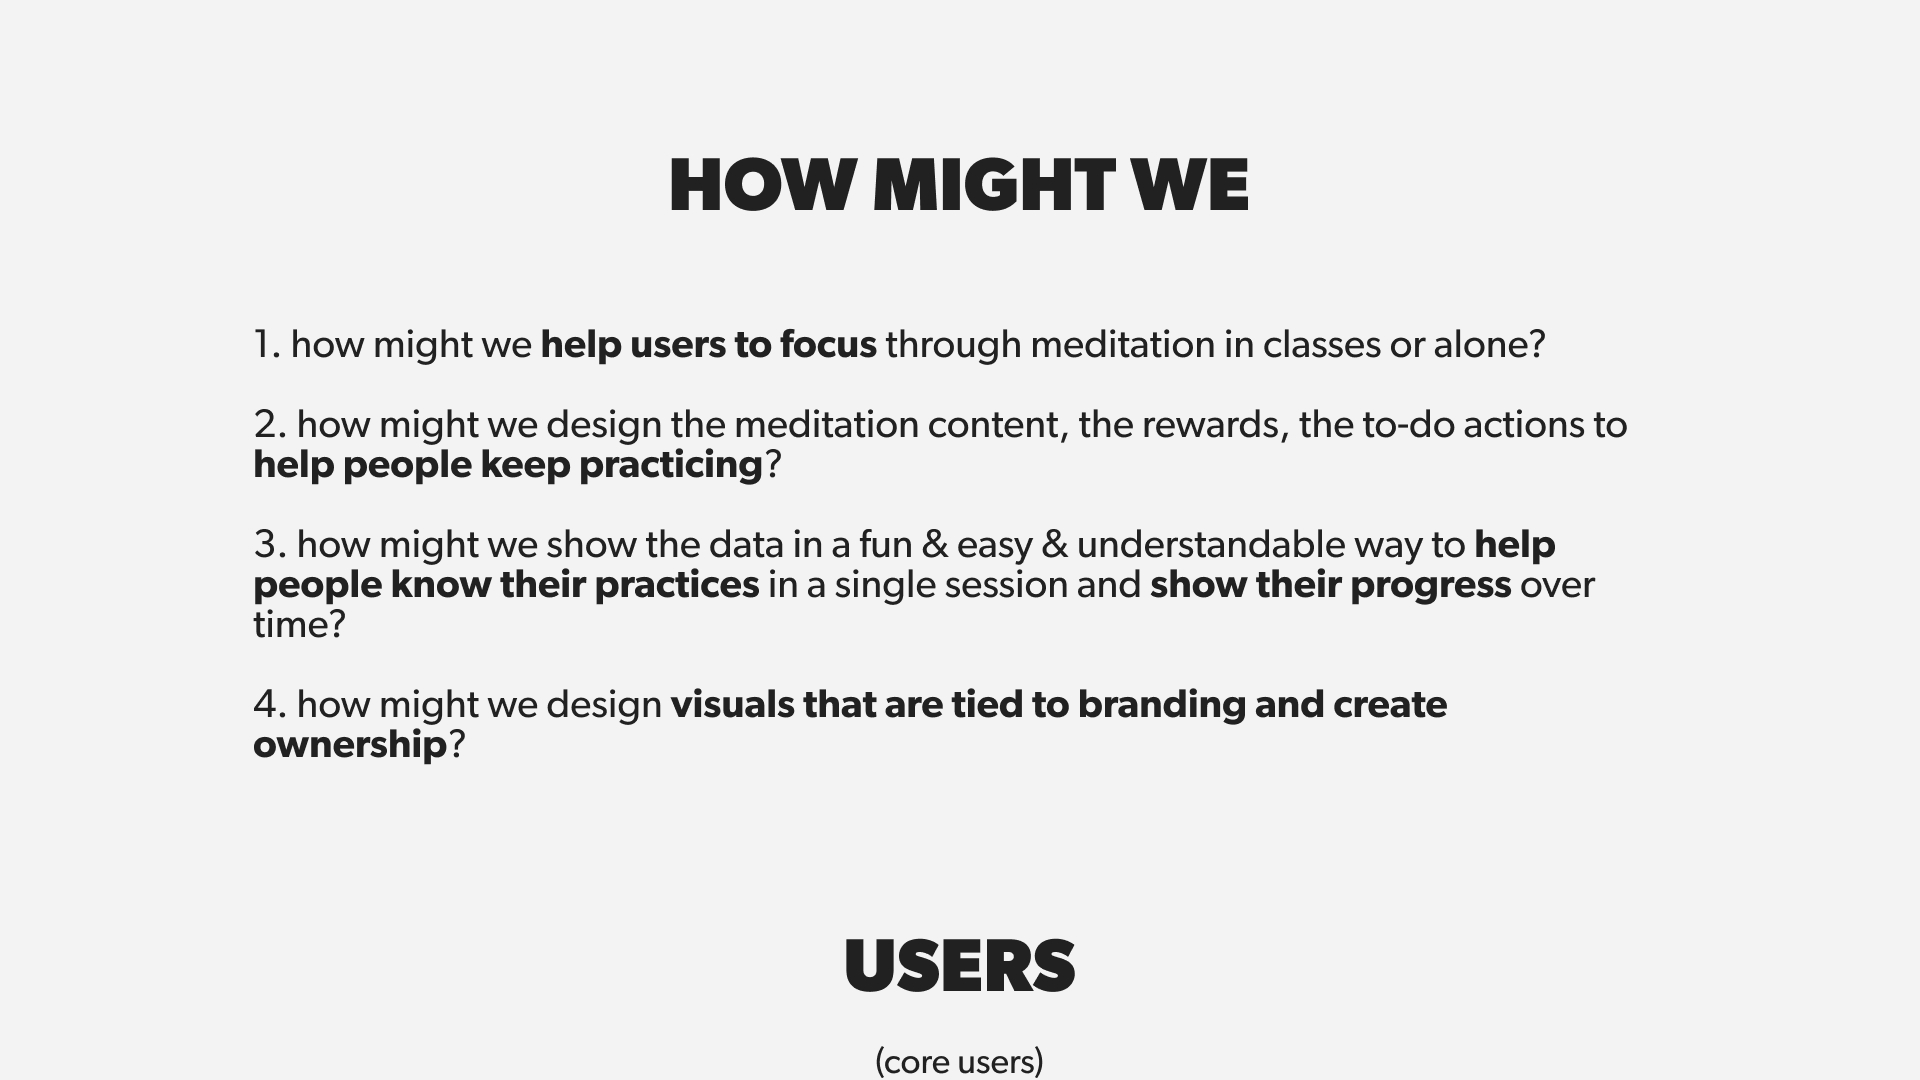 HOW MIGHT WE
1. how might we help users to focus through meditation in classes or alone?
2. how might we design the meditation content, the rewards, the to-do actions to
help people keep practicing?
3. how might we show the data in a fun & easy & understandable way to help
people know their practices in a single session and show their progress over
time?
4. how might we design visuals that are tied to branding and create
ownership?
USERS
(core users)